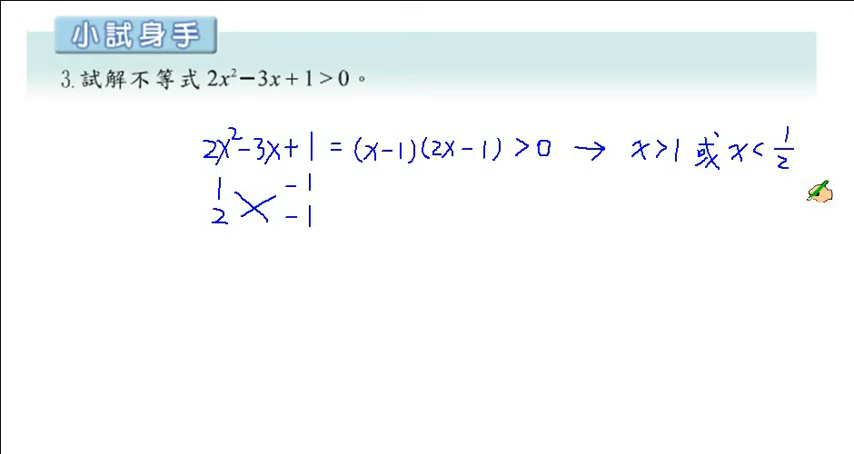 小試身手
3. 試解不等式 2x²－3x＋1＞0。
2x²－3x＋1＝(x－1)(2x－1)＞0 → x＞1 或 x＜1/2
1 －1
2 －1